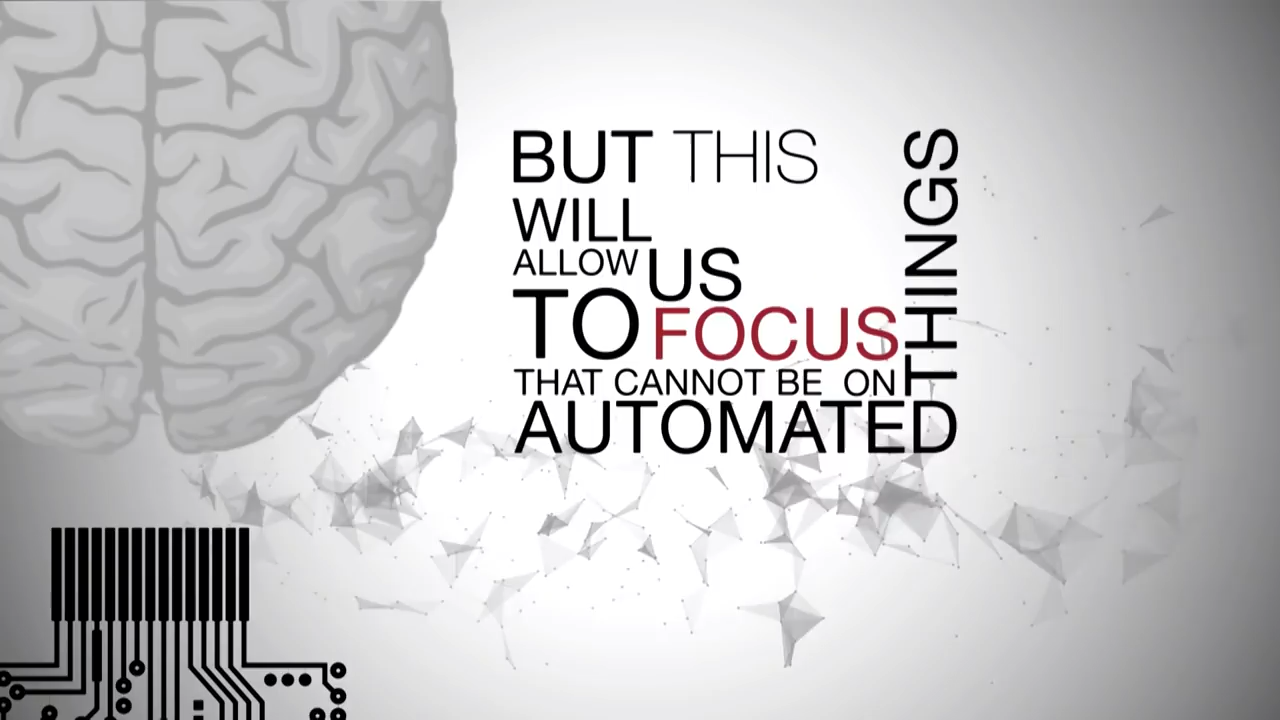 BUT THIS
WILL
ALLOW US
TO FOCUS
ON THINGS
THAT CANNOT BE
AUTOMATED